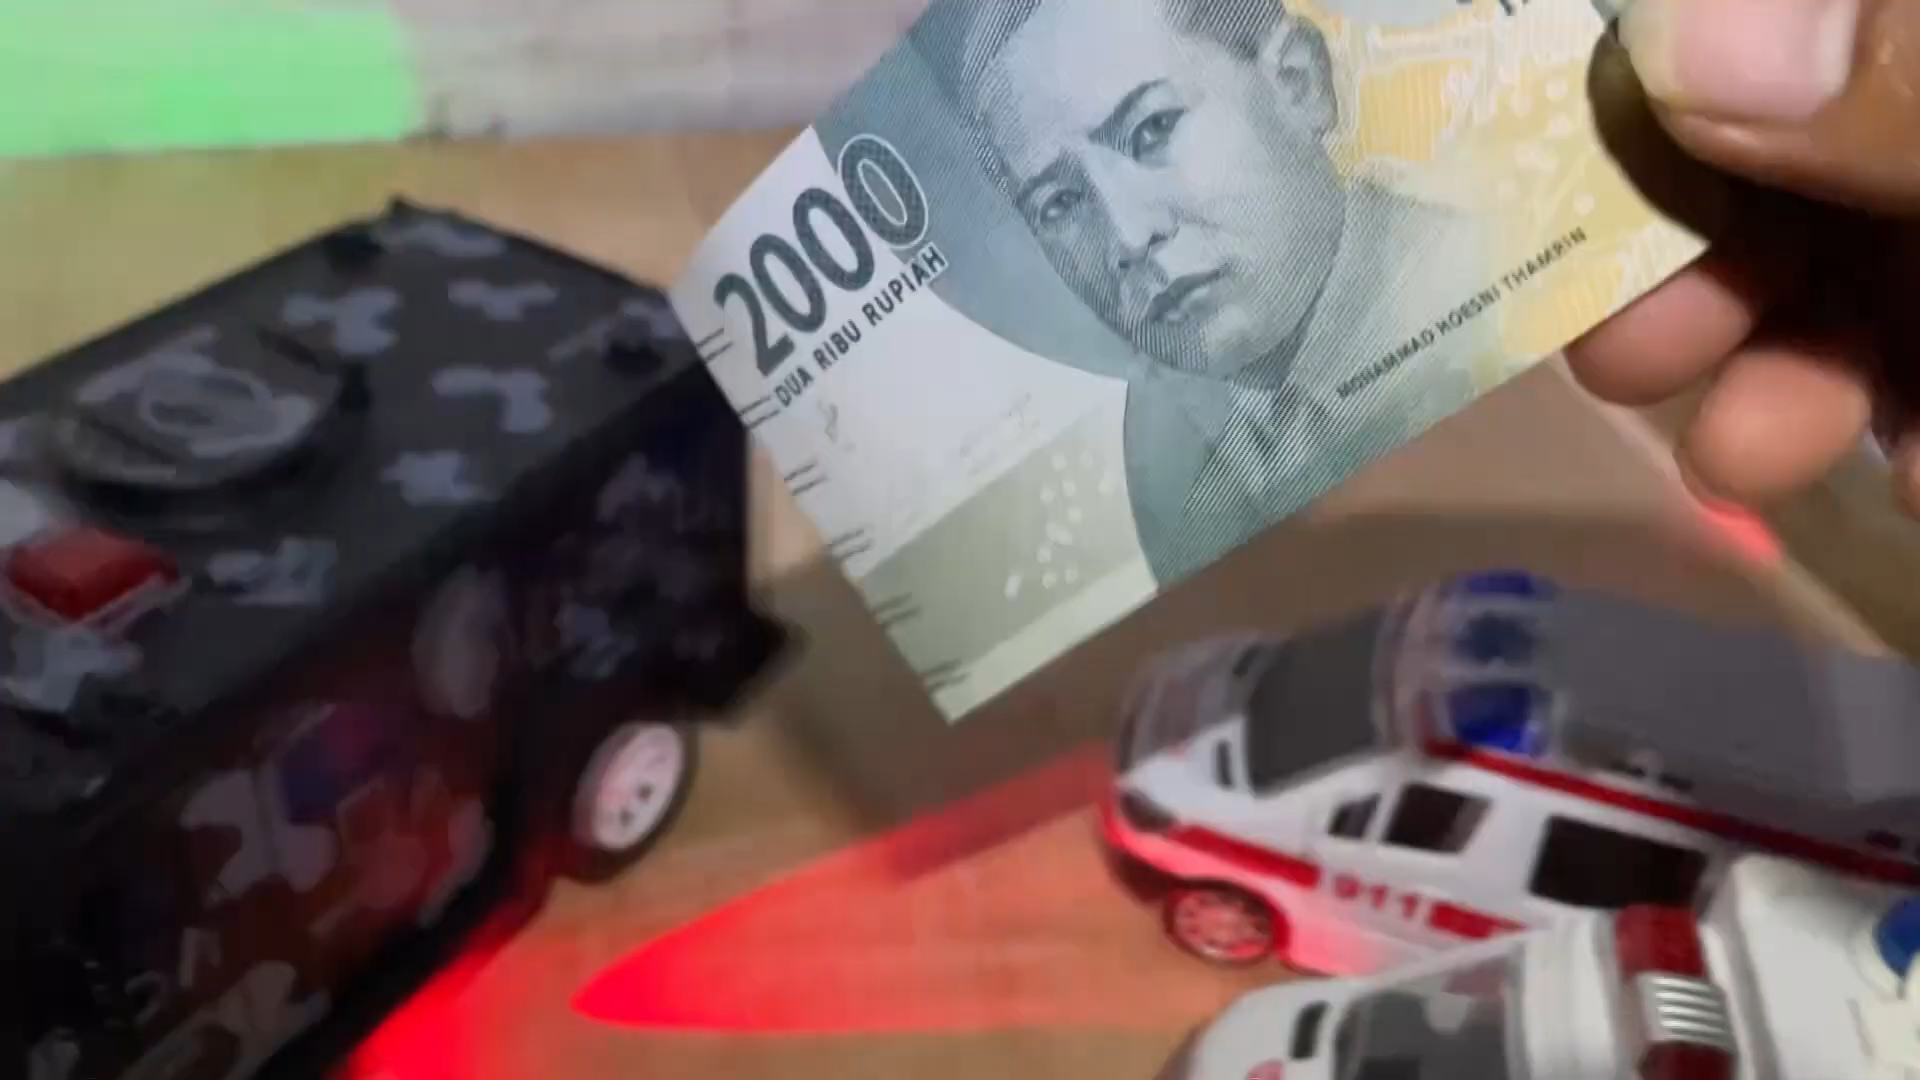 2000
DUA RIBU RUPIAH
MOHAMMAD HOESNI THAMRIN
911